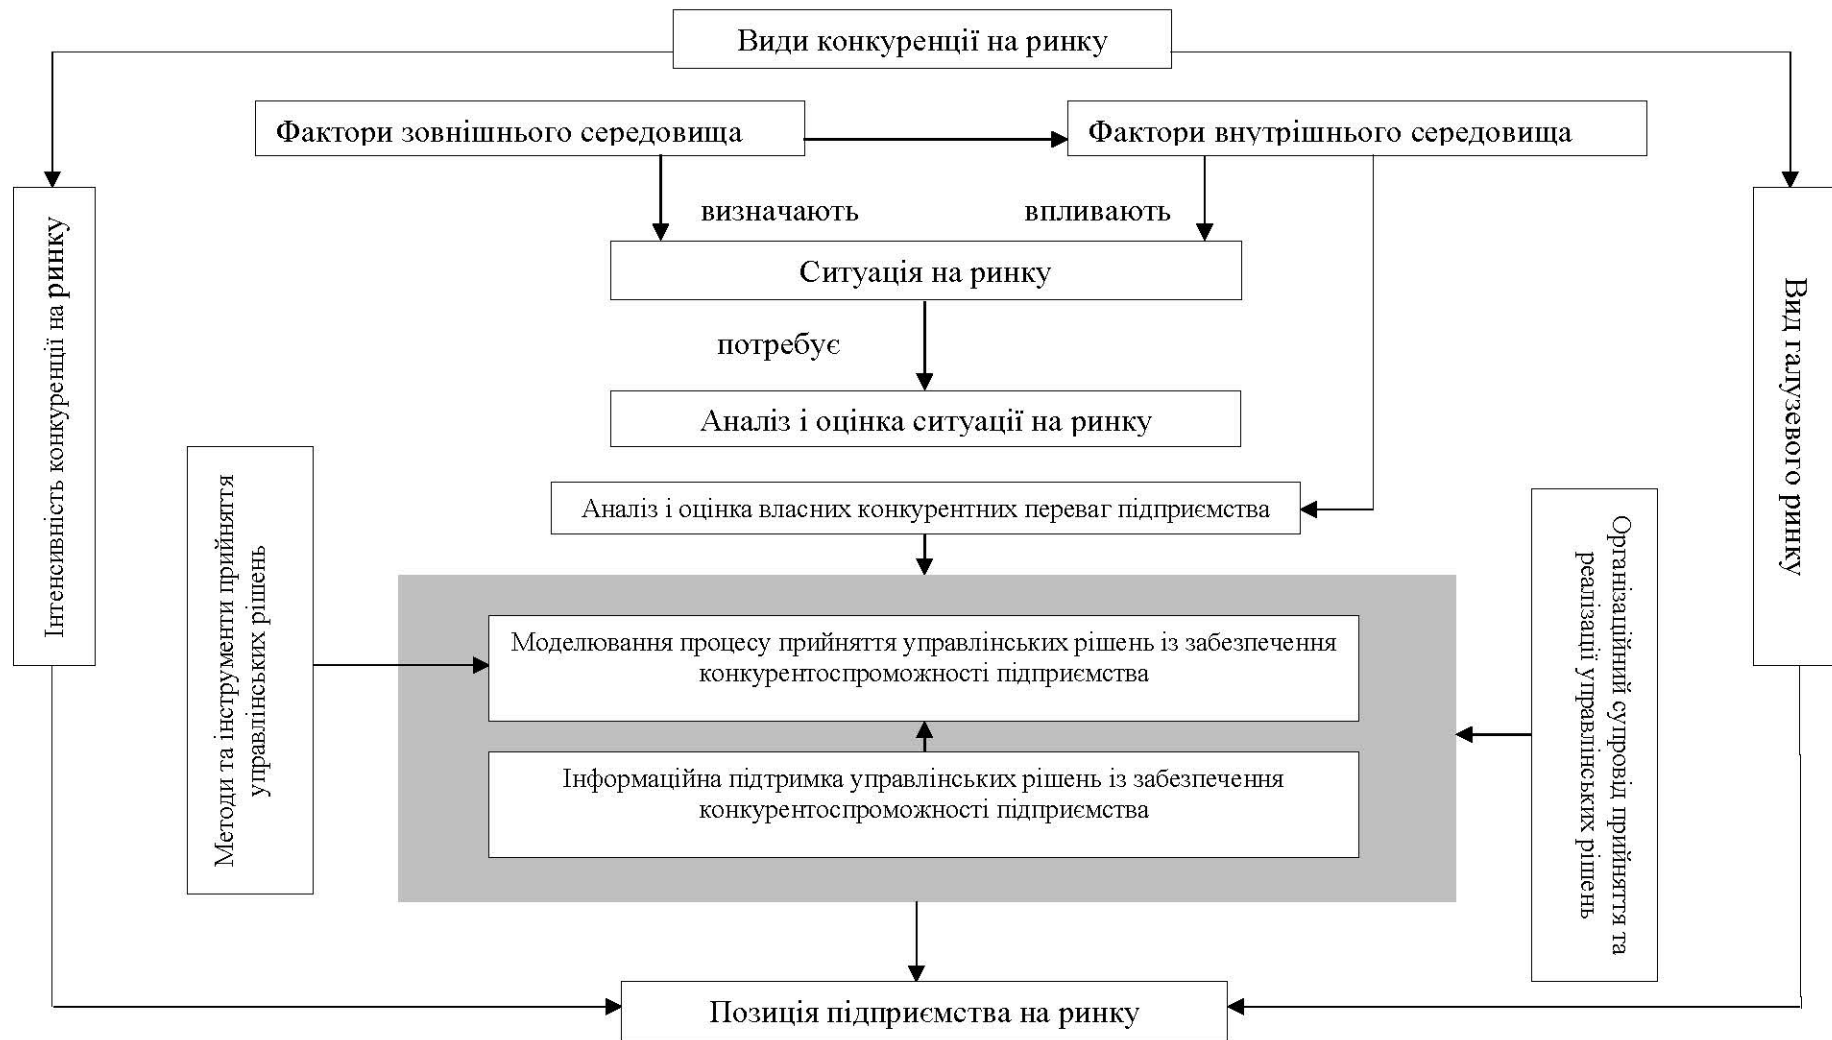 Види конкуренції на ринку
Фактори зовнішнього середовища
Фактори внутрішнього середовища
визначають
впливають
Ситуація на ринку
потребує
Аналіз і оцінка ситуації на ринку
Інтенсивність конкуренції на ринку
Вид галузевого ринку
Аналіз і оцінка власних конкурентних переваг підприємства
Методи та інструменти прийняття
управлінських рішень
Організаційний супровід прийняття та
реалізації управлінських рішень
Моделювання процесу прийняття управлінських рішень із забезпечення
конкурентоспроможності підприємства
Інформаційна підтримка управлінських рішень із забезпечення
конкурентоспроможності підприємства
Позиція підприємства на ринку